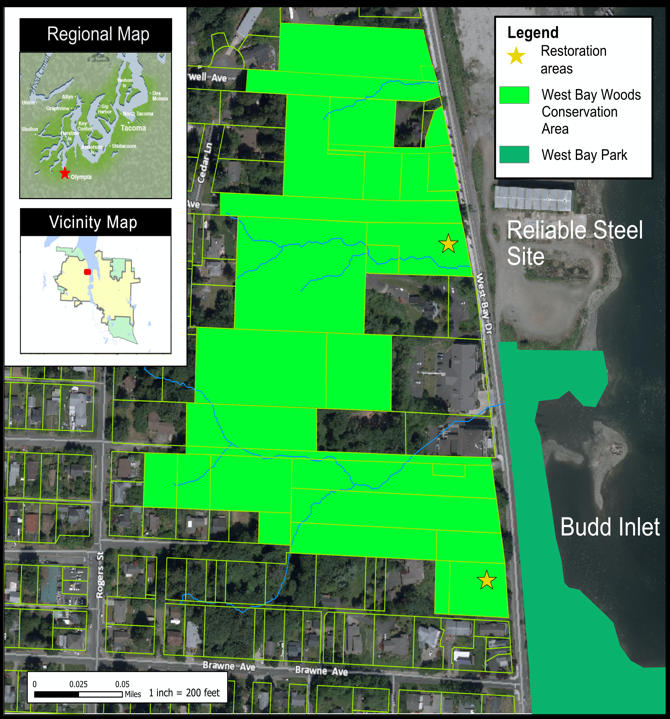 Regional Map
Tacoma
Olympia
Vicinity Map
Legend
Restoration
areas
West Bay Woods
Conservation
Area
West Bay Park
well Ave
Cedar Ln
Ave
Reliable Steel
Site
West Bay Dr
Budd Inlet
Rogers St
Brawne Ave
Brawne Ave
0 0.025 0.05
Miles
1 inch = 200 feet